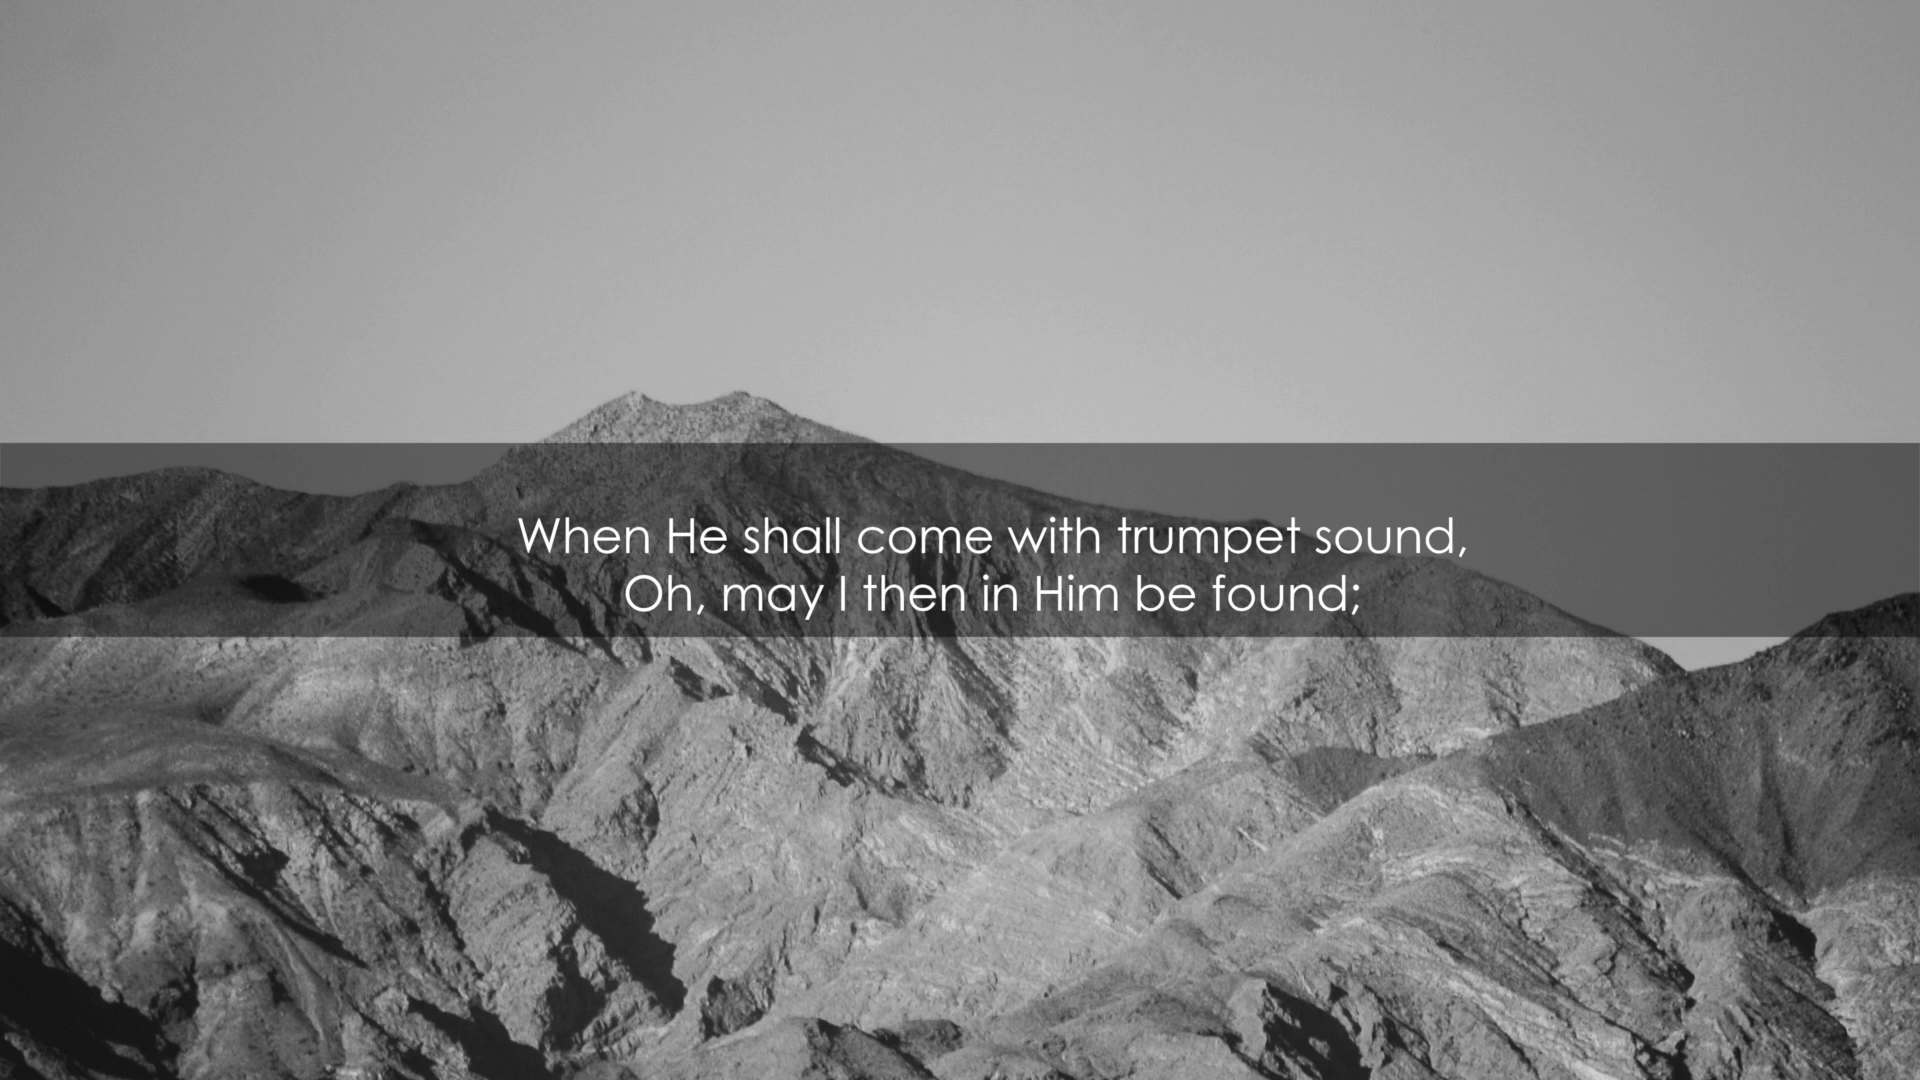 When He shall come with trumpet sound,
Oh, may I then in Him be found;